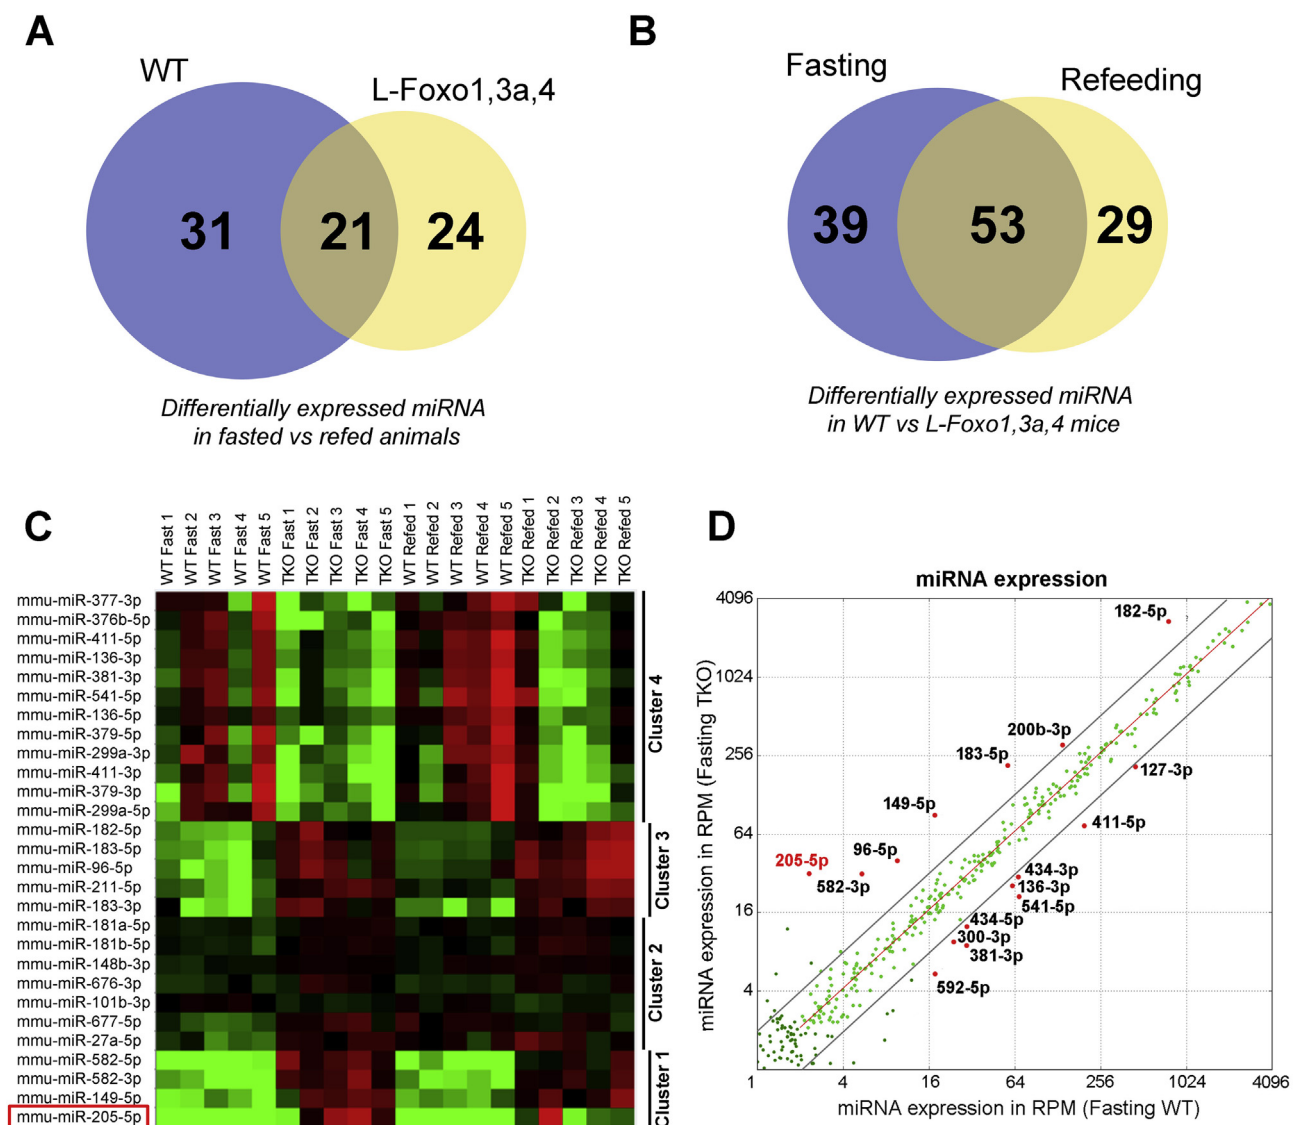 A
WT
L-Foxo1,3a,4
31
21
24
Differentially expressed miRNA
in fasted vs refed animals
B
Fasting
Refeeding
39
53
29
Differentially expressed miRNA
in WT vs L-Foxo1,3a,4 mice
C
WT Fast 1
WT Fast 2
WT Fast 3
WT Fast 4
WT Fast 5
TKO Fast 1
TKO Fast 2
TKO Fast 3
TKO Fast 4
TKO Fast 5
WT Refed 1
WT Refed 2
WT Refed 3
WT Refed 4
WT Refed 5
TKO Refed 1
TKO Refed 2
TKO Refed 3
TKO Refed 4
TKO Refed 5
mmu-miR-377-3p
mmu-miR-376b-5p
mmu-miR-411-5p
mmu-miR-136-3p
mmu-miR-381-3p
mmu-miR-541-5p
mmu-miR-136-5p
mmu-miR-379-5p
mmu-miR-299a-3p
mmu-miR-411-3p
mmu-miR-379-3p
mmu-miR-299a-5p
mmu-miR-182-5p
mmu-miR-183-5p
mmu-miR-96-5p
mmu-miR-211-5p
mmu-miR-183-3p
mmu-miR-181a-5p
mmu-miR-181b-5p
mmu-miR-148b-3p
mmu-miR-676-3p
mmu-miR-101b-3p
mmu-miR-677-5p
mmu-miR-27a-5p
mmu-miR-582-5p
mmu-miR-582-3p
mmu-miR-149-5p
mmu-miR-205-5p
Cluster 4
Cluster 3
Cluster 2
Cluster 1
D
miRNA expression
miRNA expression in RPM (Fasting TKO)
4096
1024
256
64
16
4
182-5p
200b-3p
183-5p
127-3p
149-5p
411-5p
96-5p
205-5p
582-3p
434-3p
136-3p
541-5p
434-5p
300-3p
381-3p
592-5p
1
4
16
64
256
1024
4096
miRNA expression in RPM (Fasting WT)